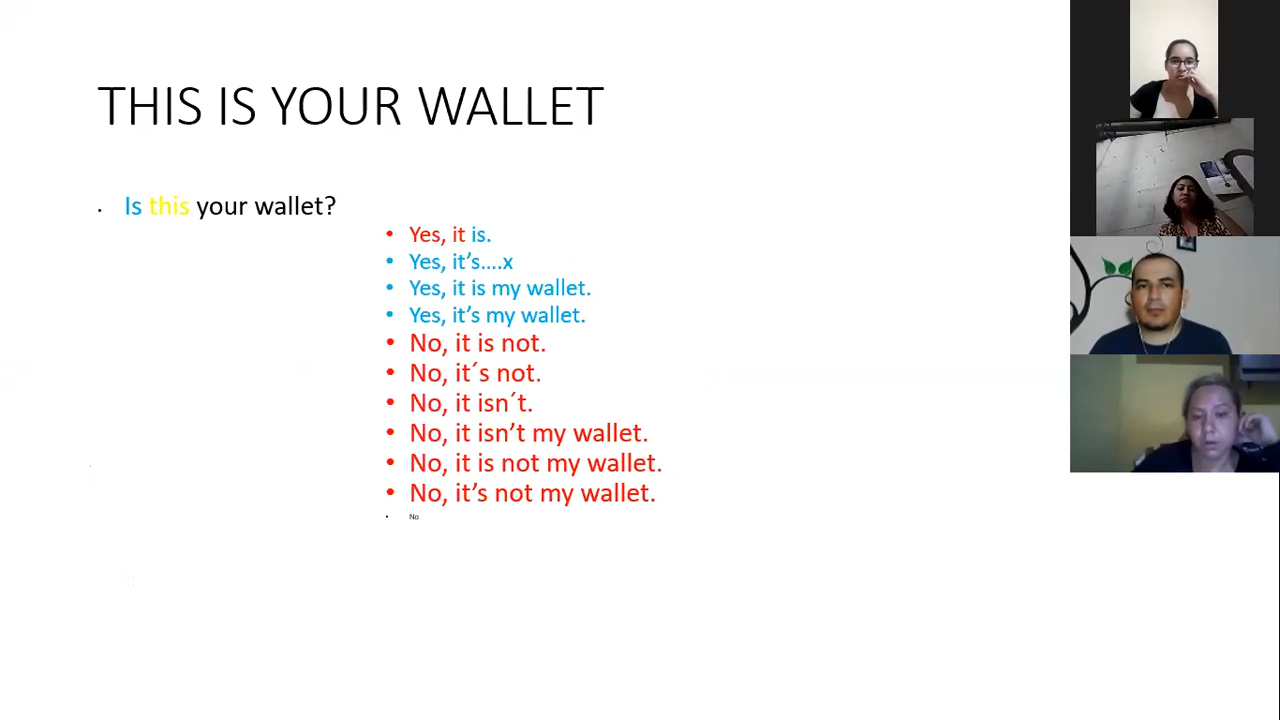 THIS IS YOUR WALLET
• Is this your wallet?
• Yes, it is.
• Yes, it’s....x
• Yes, it is my wallet.
• Yes, it’s my wallet.
• No, it is not.
• No, it´s not.
• No, it isn´t.
• No, it isn’t my wallet.
• No, it is not my wallet.
• No, it’s not my wallet.
• No